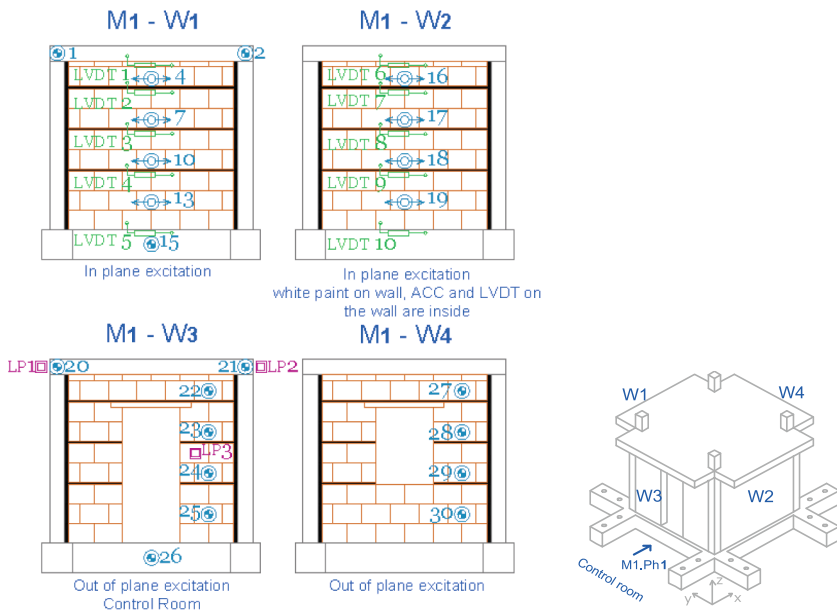 M1 - W1
1
2
LVDT 1
4
LVDT 2
7
LVDT 3
10
LVDT 4
13
LVDT 5
15
In plane excitation
M1 - W2
LVDT 6
16
LVDT 7
17
LVDT 8
18
LVDT 9
19
LVDT 10
In plane excitation
white paint on wall, ACC and LVDT on
the wall are inside
M1 - W3
LP1
20
21
LP2
22
23
LP3
24
25
26
Out of plane excitation
Control Room
M1 - W4
27
28
29
30
Out of plane excitation
W1
W4
W3
W2
M1.Ph1
Control room
z
y
x